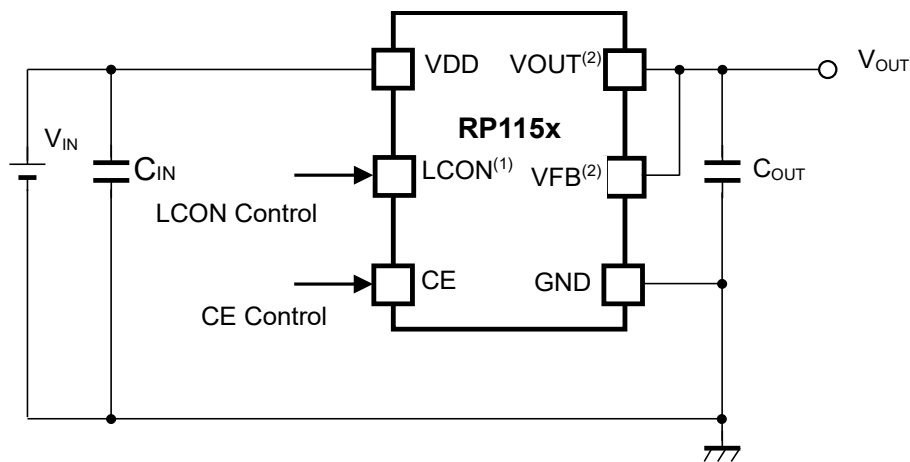 VDD VOUT(2)
VOUT
RP115x
VIN
CIN
LCON(1) VFB(2)
COUT
LCON Control
CE GND
CE Control